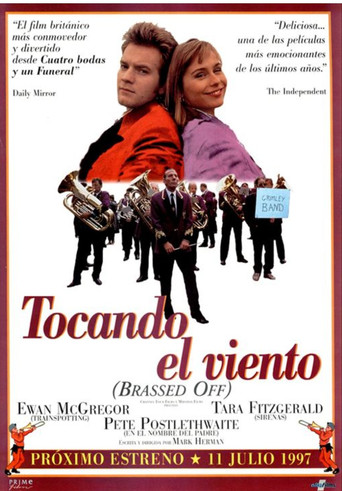 "El film británico
más conmovedor
y divertido
desde Cuatro bodas
y un Funeral"
Daily Mirror
"Deliciosa...
una de las películas
más emocionantes
de los últimos años."
The Independent
GRIMLEY
BAND
Tocando
el viento
(BRASSED OFF)
EWAN McGREGOR
(TRAINSPOTTING)
TARA FITZGERALD
(SIRENAS)
PETE POSTLETHWAITE
(EN EL NOMBRE DEL PADRE)
ESCRITA Y DIRIGIDA POR MARK HERMAN
PRÓXIMO ESTRENO ★ 11 JULIO 1997
PRIME